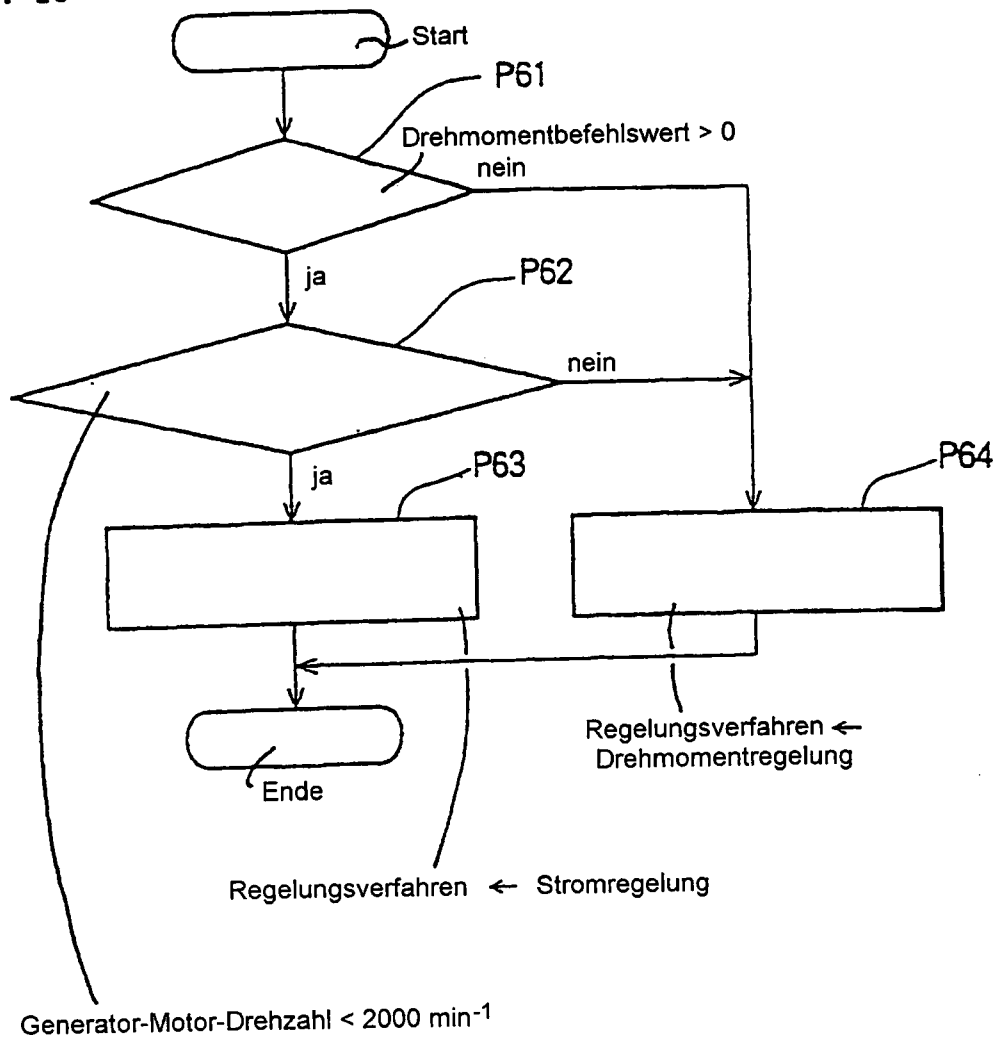 Start
P61
Drehmomentbefehlswert > 0
nein
ja
P62
nein
ja
P63
P64
Regelungsverfahren ←
Drehmomentregelung
Ende
Regelungsverfahren ← Stromregelung
Generator-Motor-Drehzahl < 2000 min-1